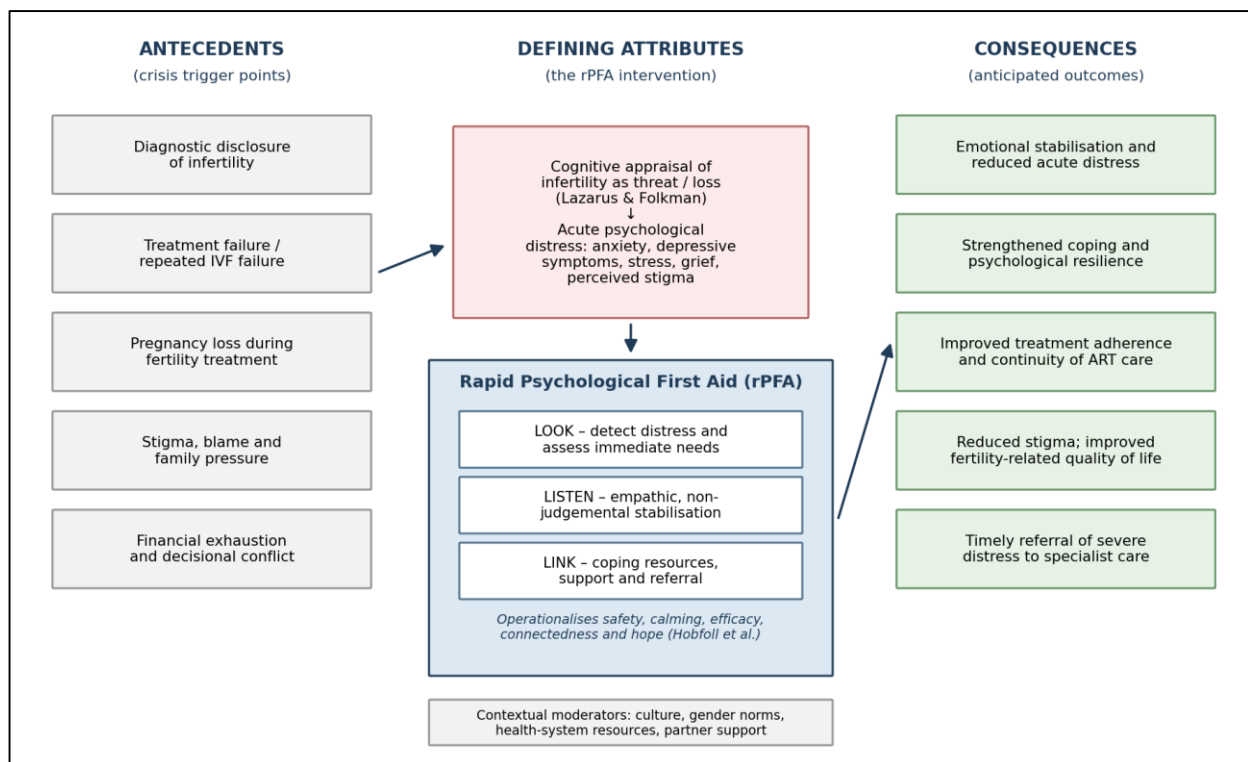 ANTECEDENTS
(crisis trigger points)
Diagnostic disclosure
of infertility
Treatment failure /
repeated IVF failure
Pregnancy loss during
fertility treatment
Stigma, blame and
family pressure
Financial exhaustion
and decisional conflict
DEFINING ATTRIBUTES
(the rPFA intervention)
Cognitive appraisal of
infertility as threat / loss
(Lazarus & Folkman)
↓
Acute psychological
distress: anxiety, depressive
symptoms, stress, grief,
perceived stigma
Rapid Psychological First Aid (rPFA)
LOOK – detect distress and
assess immediate needs
LISTEN – empathic, non-
judgemental stabilisation
LINK – coping resources,
support and referral
Operationalises safety, calming, efficacy,
connectedness and hope (Hobfoll et al.)
Contextual moderators: culture, gender norms,
health-system resources, partner support
CONSEQUENCES
(anticipated outcomes)
Emotional stabilisation and
reduced acute distress
Strengthened coping and
psychological resilience
Improved treatment adherence
and continuity of ART care
Reduced stigma; improved
fertility-related quality of life
Timely referral of severe
distress to specialist care